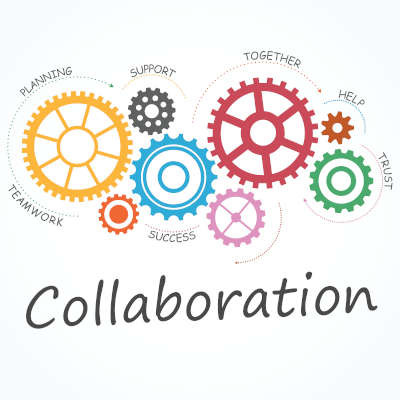 PLANNING
SUPPORT
TOGETHER
HELP
TRUST
TEAMWORK
SUCCESS
Collaboration